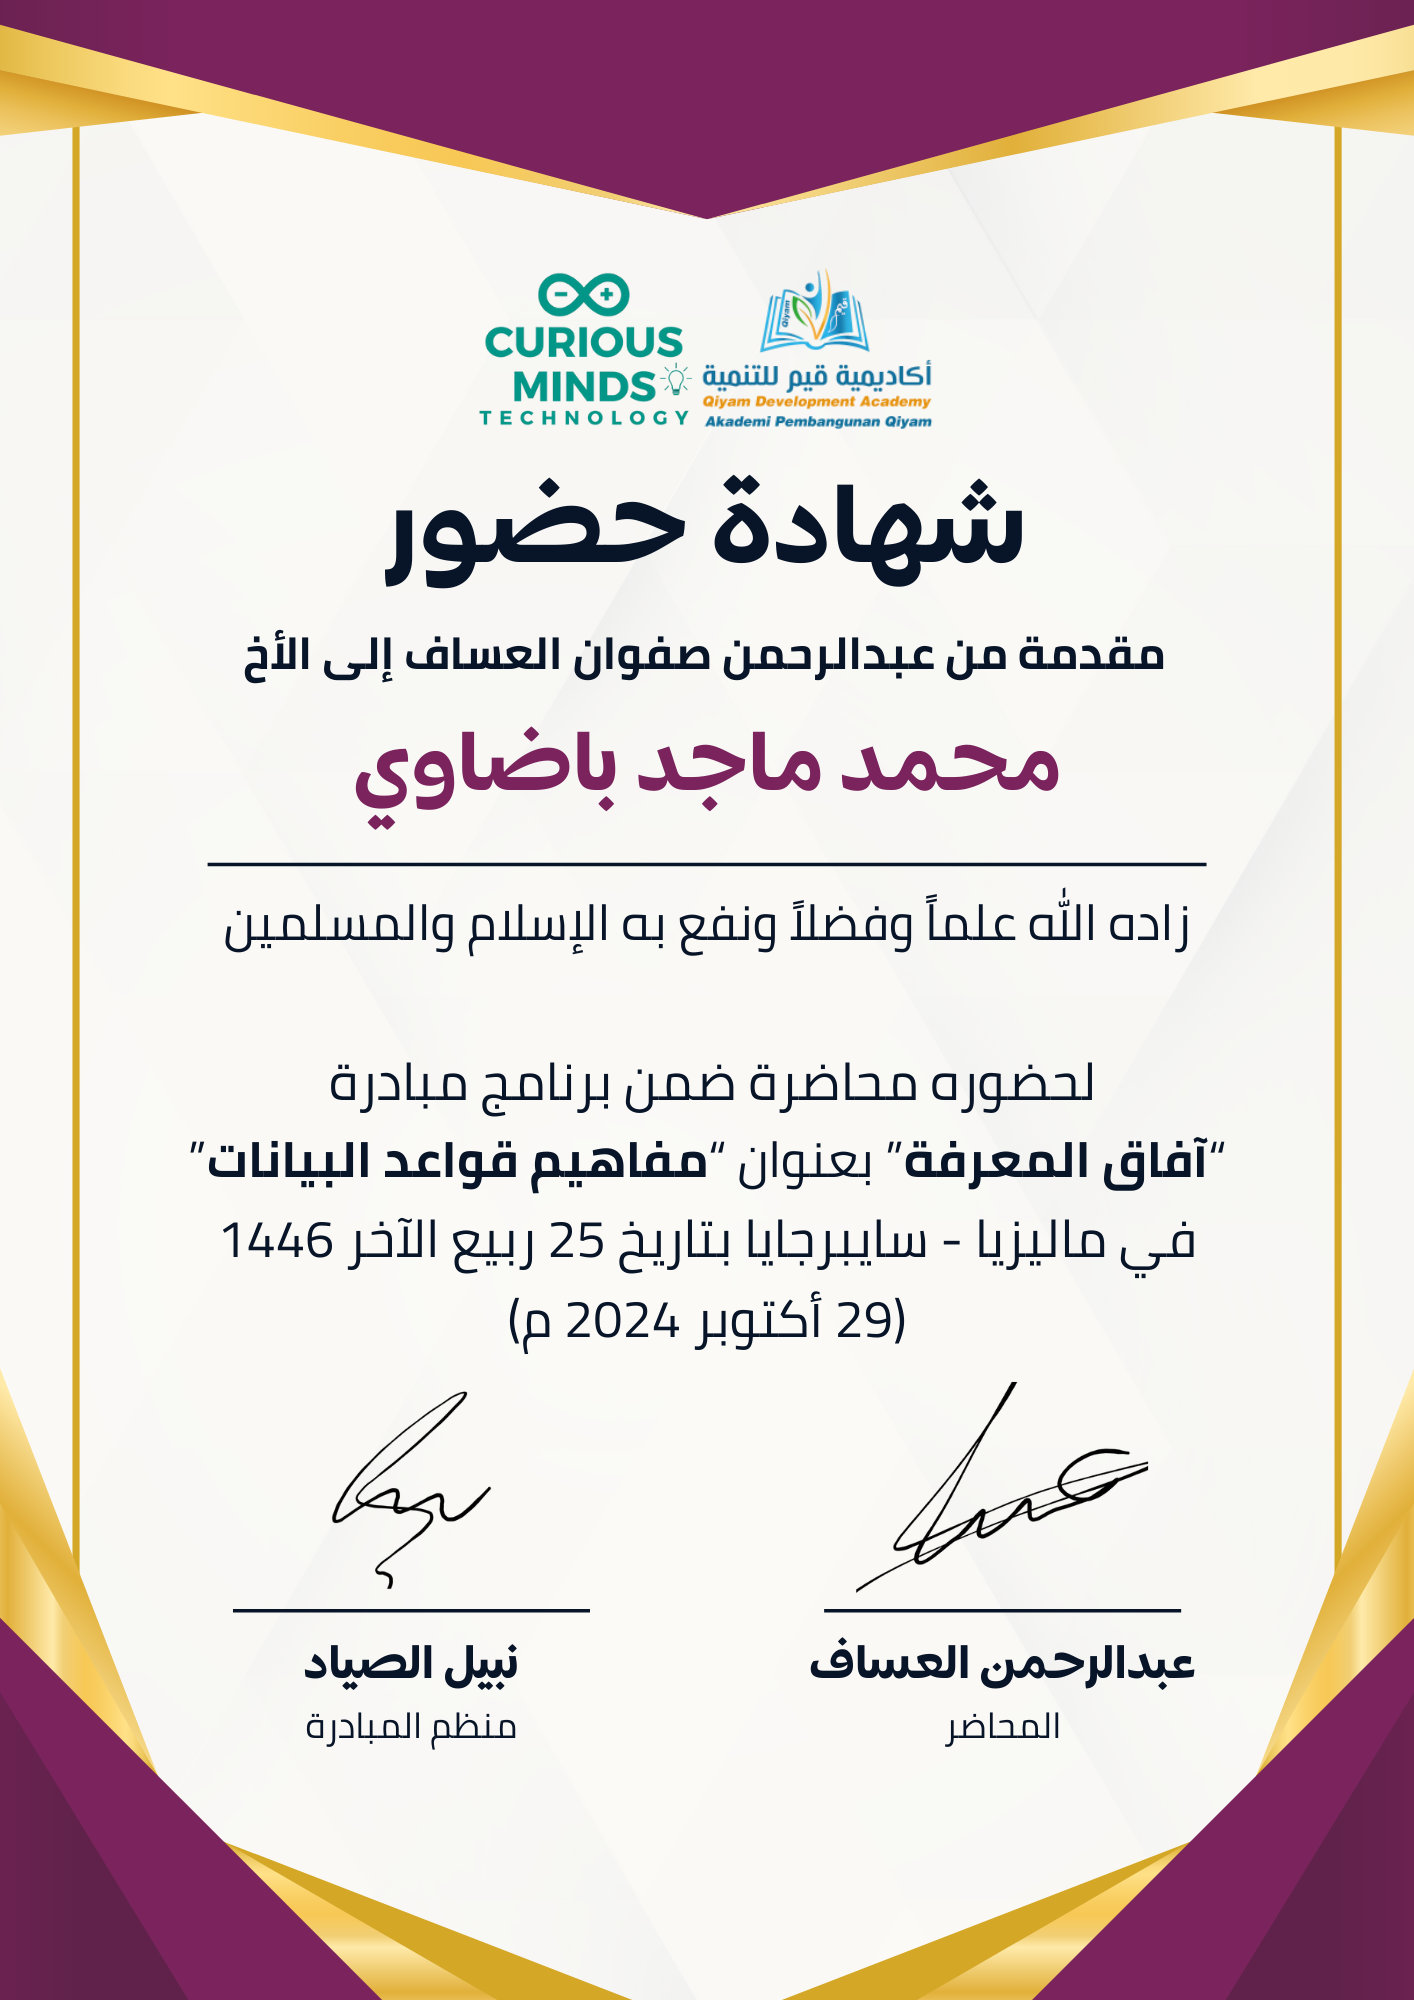 CURIOUS
MINDS
TECHNOLOGY
Qiyam
قيم
أكاديمية قيم للتنمية
Qiyam Development Academy
Akademi Pembangunan Qiyam
شهادة حضور
مقدمة من عبدالرحمن صفوان العساف إلى الأخ
محمد ماجد باضاوي
زاده الله علماً وفضلاً ونفع به الإسلام والمسلمين
لحضوره محاضرة ضمن برنامج مبادرة
“آفاق المعرفة” بعنوان “مفاهيم قواعد البيانات”
في ماليزيا - سايبرجايا بتاريخ 25 ربيع الآخر 1446
(29 أكتوبر 2024 م)
عبدالرحمن العساف
المحاضر
نبيل الصياد
منظم المبادرة